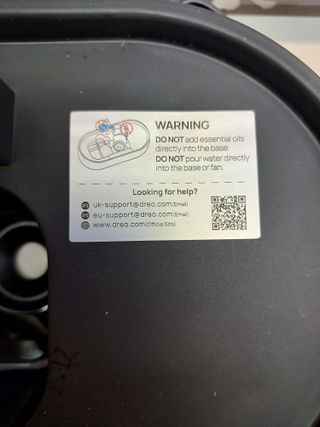 WARNING
DO NOT add essential oils
directly into the base.
DO NOT pour water directly
into the base or fan.
Looking for help?
uk-support@dreo.com(Email)
eu-support@dreo.com(Email)
www.dreo.com(Official Site)